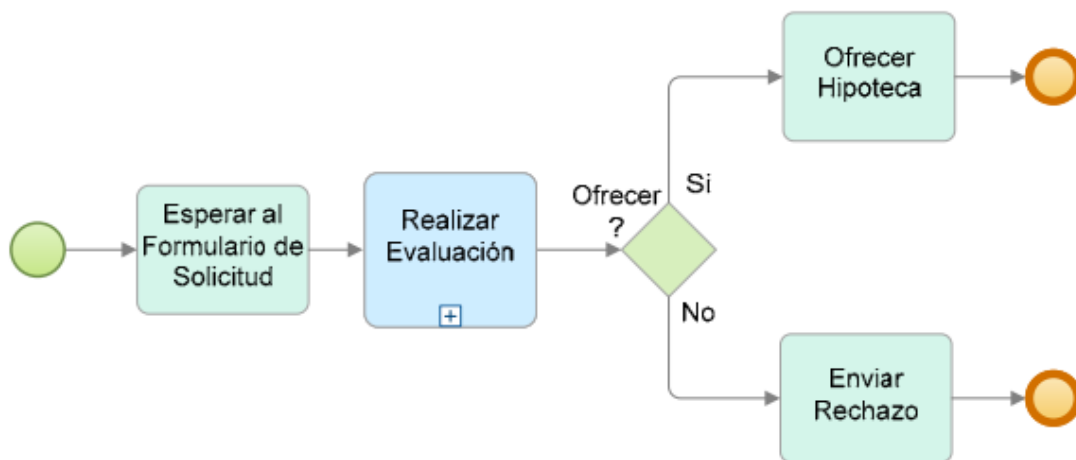 Ofrecer
Hipoteca
Esperar al
Formulario de
Solicitud
Realizar
Evaluación
Ofrecer
?
Si
No
Enviar
Rechazo